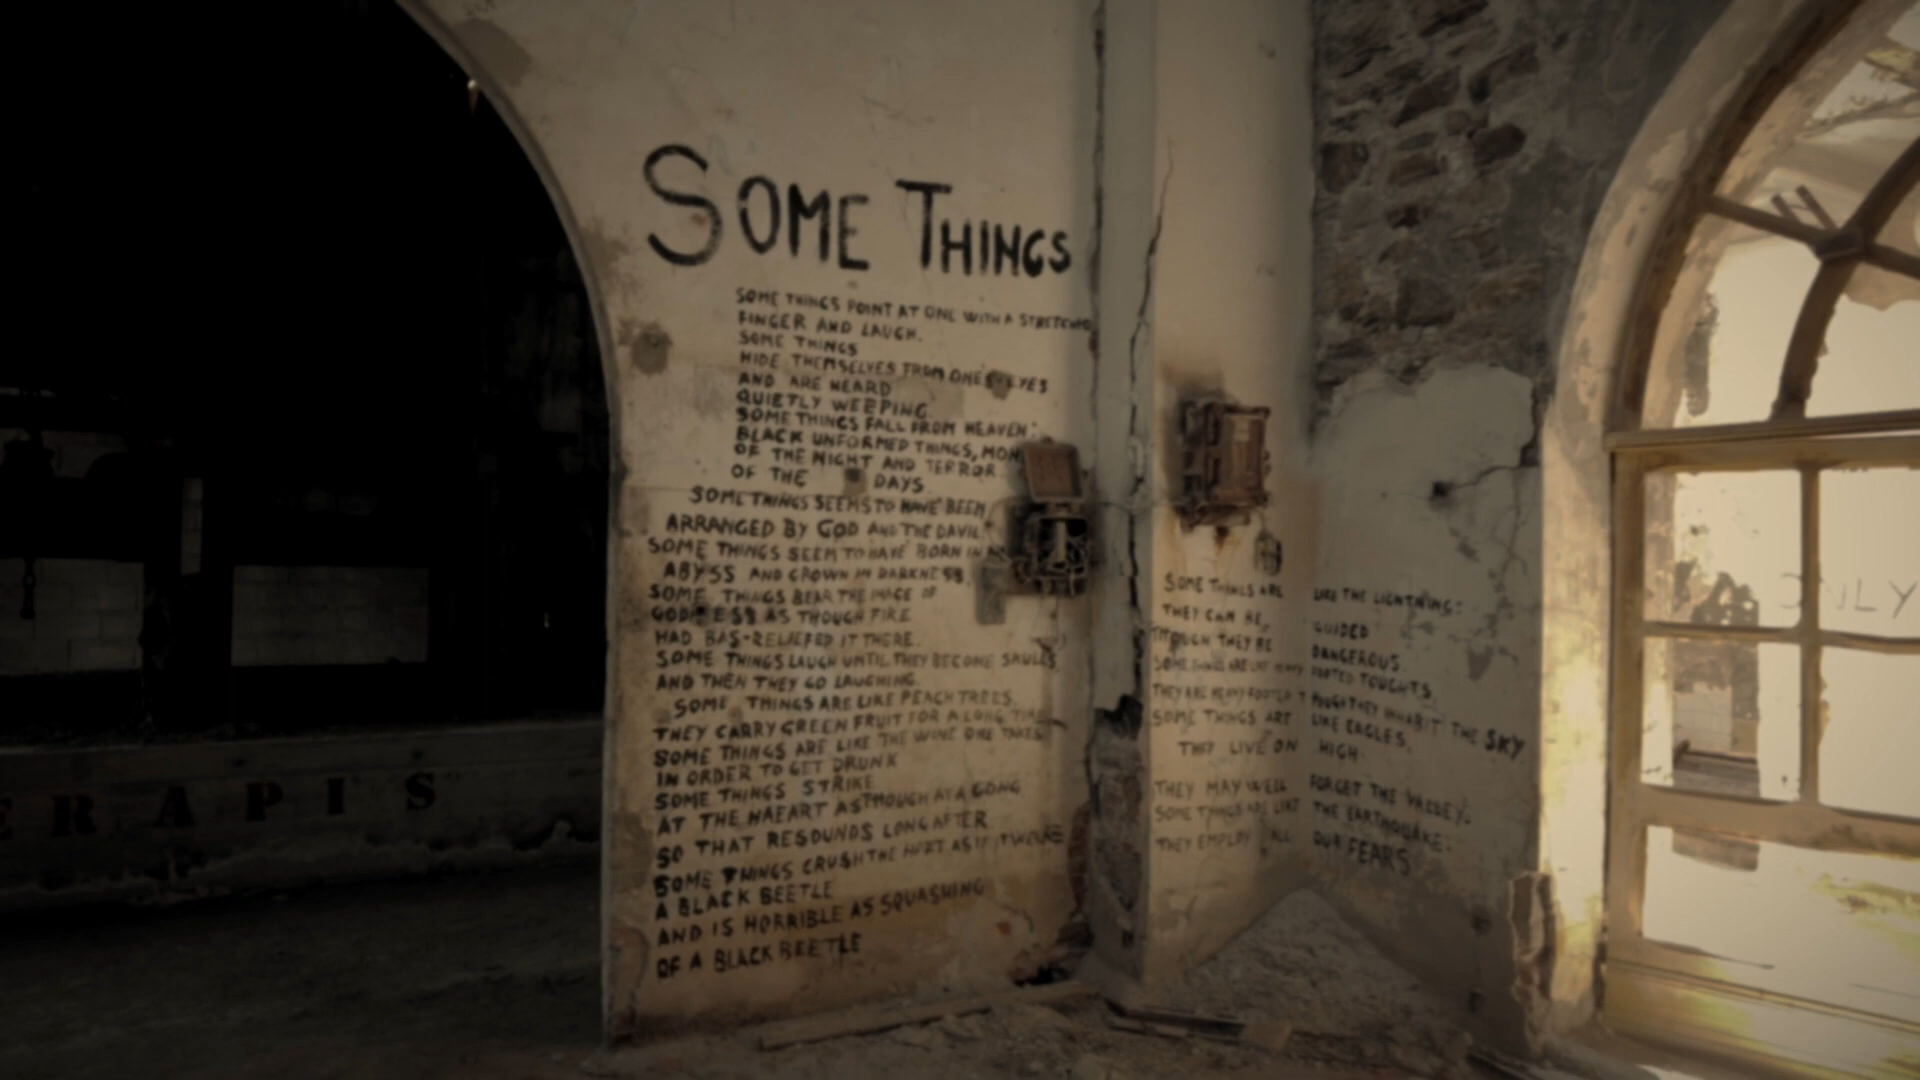 SOME THINGS
SOME THINGS POINT AT ONE WITH A STRETCHED
FINGER AND LAUGH.
SOME THINGS
HIDE THEMSELVES FROM ONE'S EYES
AND ARE HEARD
QUIETLY WEEPING
SOME THINGS FALL FROM HEAVEN:
BLACK UNFORMED THINGS, MON
OF THE NIGHT AND TERROR
OF THE DAYS
SOME THINGS SEEMS TO HAVE BEEN
ARRANGED BY GOD AND THE DAVIL
SOME THINGS SEEM TO HAVE BORN IN
ABYSS AND GROWN IN DARKNESS.
SOME THINGS BEAR THE IMAGE OF
AS THOUGH FIRE
HAD BAS-RELIEFED IT THERE.
SOME THINGS LAUGH UNTIL THEY BECOME
AND THEN THEY GO LAUGHING.
SOME THINGS ARE LIKE PEACH TREES.
THEY CARRY GREEN FRUIT FOR A LONG
SOME THINGS ARE LIKE THE WINE ONE TAKES
IN ORDER TO GET DRUNK
SOME THINGS STRIKE
AT THE HAEART AS THOUGH AT A GONG
SO THAT RESOUNDS LONG AFTER
SOME THINGS CRUSH THE AS IF IT WERE
A BLACK BEETLE
AND IS HORRIBLE AS SQUASHING
OF A BLACK BEETLE
SOME THINGS ARE LIKE THE LIGHTNING:
THEY CAN BE GUIDED
THOUGH THEY BE DANGEROUS
SOME THINGS ARE LIKE HEAVY FOOTED TOUGHTS
THEY ARE HEAVY FOOTED THOUGH THEY INHABIT THE SKY
SOME THINGS ART LIKE EAGLES.
THEY LIVE ON HIGH.
THEY MAY WELL FORGET THE VALLEY.
SOME THINGS ARE LIKE THE EARTHQUAKE:
THEY EMPLOY ALL OUR FEARS
ERAPIS
ONLY